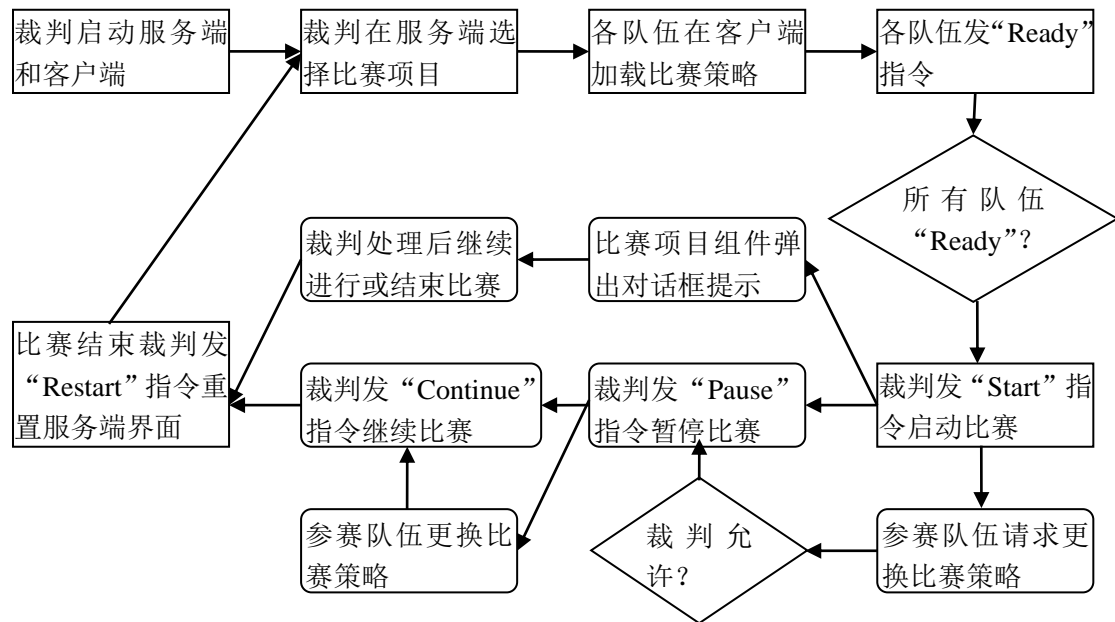 裁判启动服务端
和客户端
裁判在服务端选
择比赛项目
各队伍在客户端
加载比赛策略
各队伍发“Ready”
指令
所有队伍
“Ready”?
裁判处理后继续
进行或结束比赛
比赛项目组件弹
出对话框提示
比赛结束裁判发
“Restart”指令重
置服务端界面
裁判发“Continue”
指令继续比赛
裁判发“Pause”
指令暂停比赛
裁判发“Start”指
令启动比赛
参赛队伍更换比
赛策略
裁判允
许?
参赛队伍请求更
换比赛策略